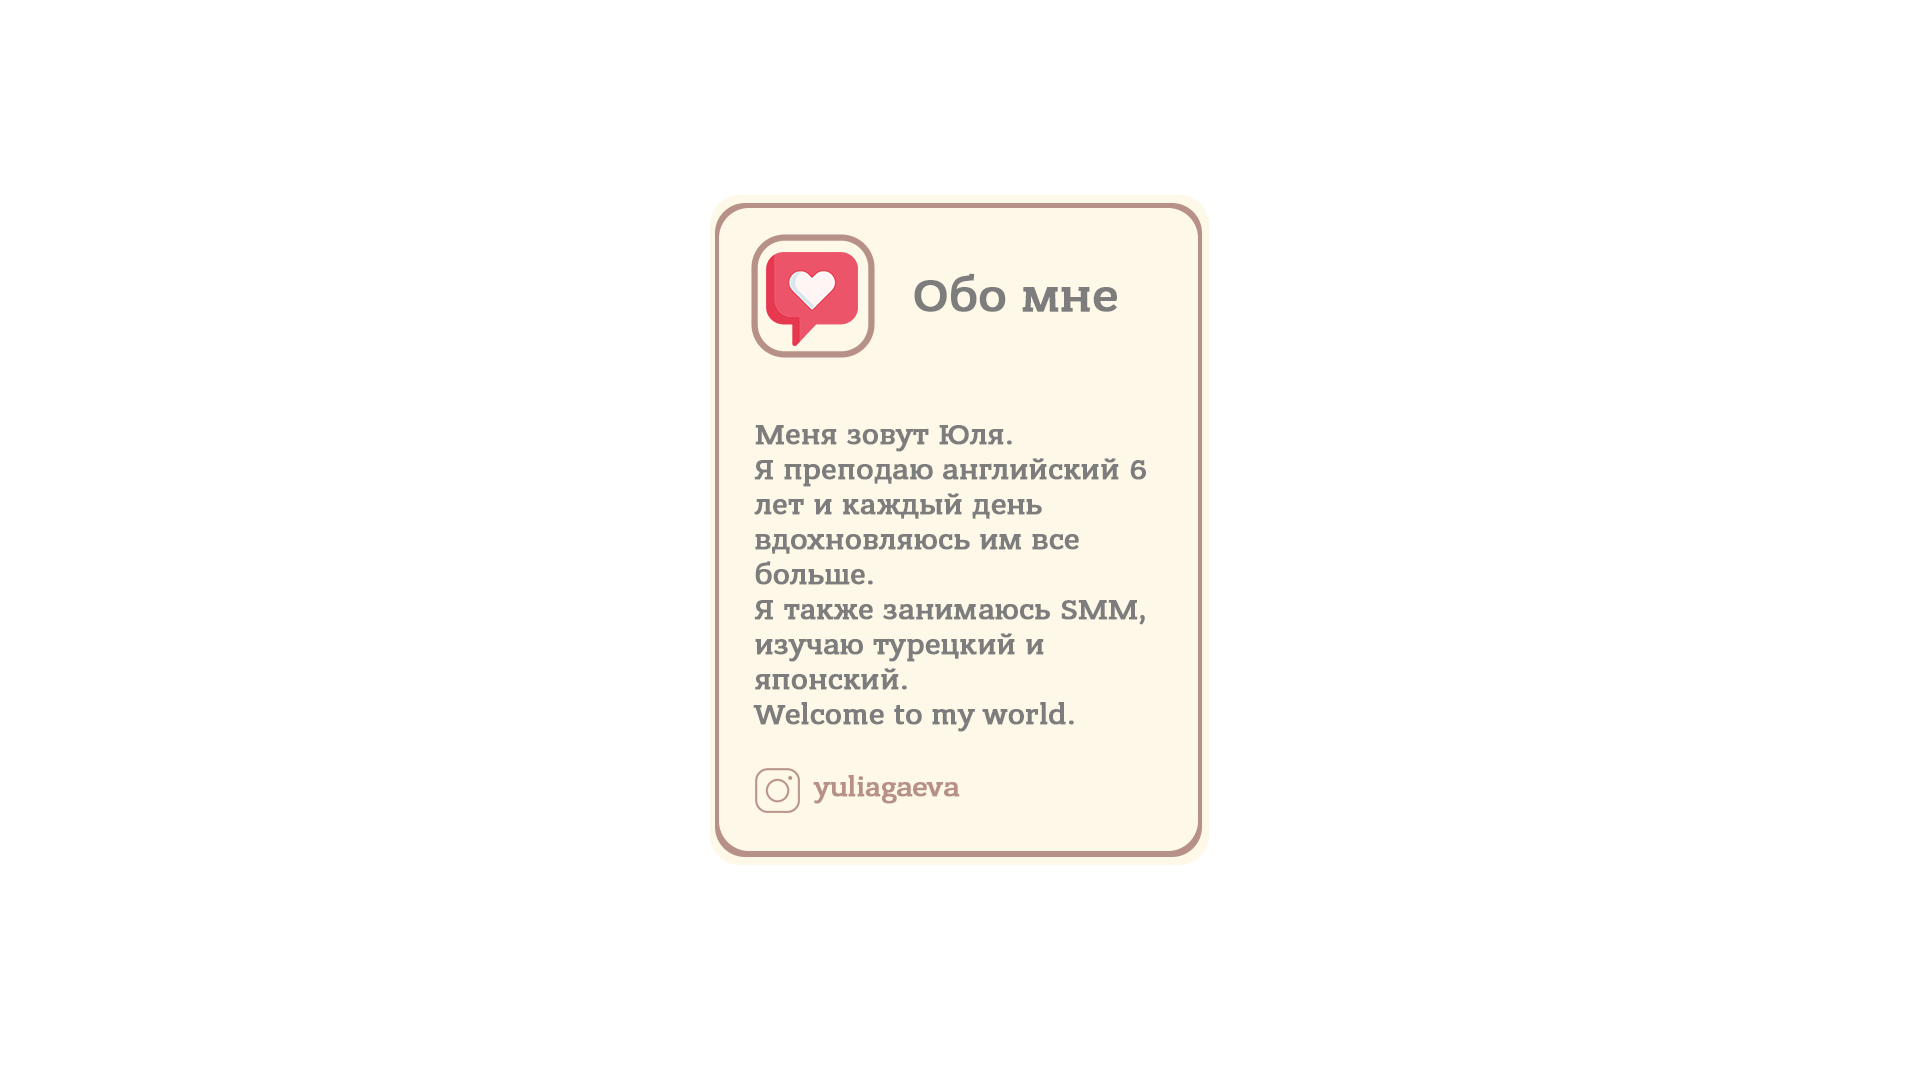 Обо мне
Меня зовут Юля.
Я преподаю английский 6
лет и каждый день
вдохновляюсь им все
больше.
Я также занимаюсь SMM,
изучаю турецкий и
японский.
Welcome to my world.
yuliagaeva